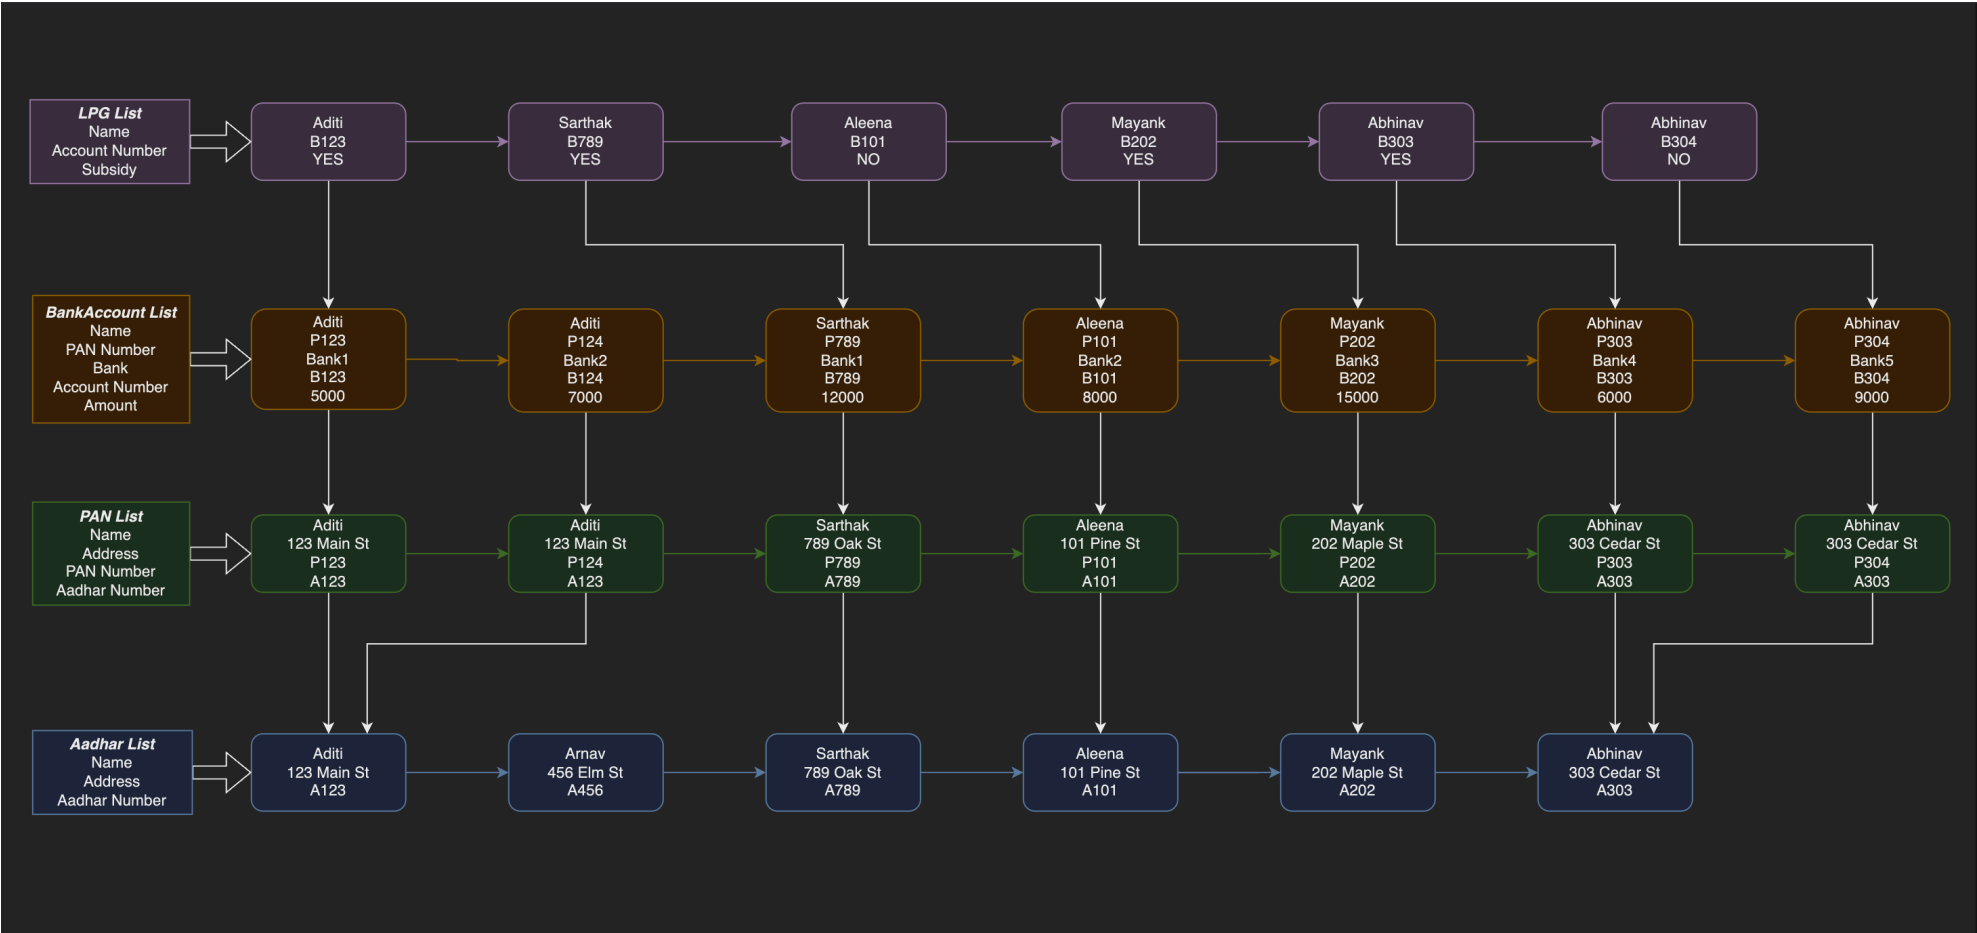 LPG List
Name
Account Number
Subsidy
Aditi
B123
YES
Sarthak
B789
YES
Aleena
B101
NO
Mayank
B202
YES
Abhinav
B303
YES
Abhinav
B304
NO
BankAccount List
Name
PAN Number
Bank
Account Number
Amount
Aditi
P123
Bank1
B123
5000
Aditi
P124
Bank2
B124
7000
Sarthak
P789
Bank1
B789
12000
Aleena
P101
Bank2
B101
8000
Mayank
P202
Bank3
B202
15000
Abhinav
P303
Bank4
B303
6000
Abhinav
P304
Bank5
B304
9000
PAN List
Name
Address
PAN Number
Aadhar Number
Aditi
123 Main St
P123
A123
Aditi
123 Main St
P124
A123
Sarthak
789 Oak St
P789
A789
Aleena
101 Pine St
P101
A101
Mayank
202 Maple St
P202
A202
Abhinav
303 Cedar St
P303
A303
Abhinav
303 Cedar St
P304
A303
Aadhar List
Name
Address
Aadhar Number
Aditi
123 Main St
A123
Arnav
456 Elm St
A456
Sarthak
789 Oak St
A789
Aleena
101 Pine St
A101
Mayank
202 Maple St
A202
Abhinav
303 Cedar St
A303